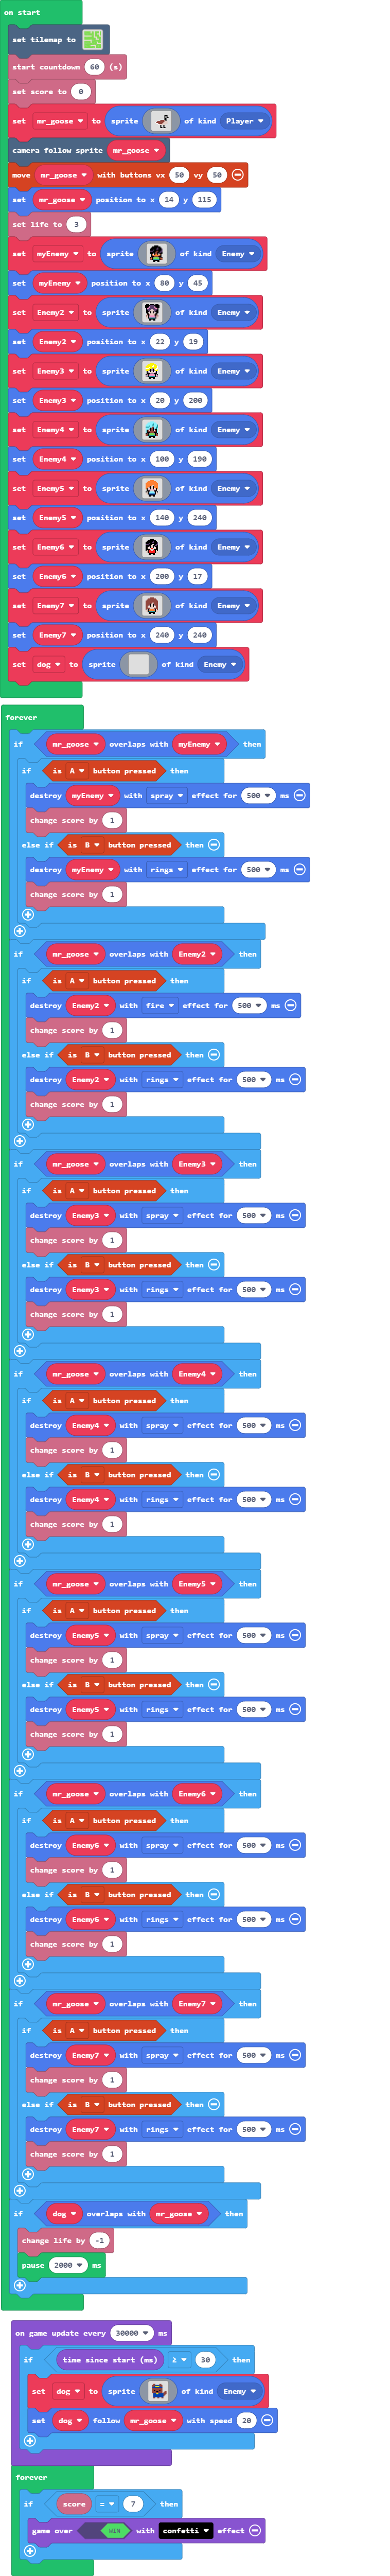 on start
set tilemap to
start countdown 60 (s)
set score to 0
set mr_goose to sprite of kind Player
camera follow sprite mr_goose
move mr_goose with buttons vx 50 vy 50
set mr_goose position to x 14 y 115
set life to 3
set myEnemy to sprite of kind Enemy
set myEnemy position to x 80 y 45
set Enemy2 to sprite of kind Enemy
set Enemy2 position to x 22 y 19
set Enemy3 to sprite of kind Enemy
set Enemy3 position to x 20 y 200
set Enemy4 to sprite of kind Enemy
set Enemy4 position to x 100 y 190
set Enemy5 to sprite of kind Enemy
set Enemy5 position to x 140 y 240
set Enemy6 to sprite of kind Enemy
set Enemy6 position to x 200 y 17
set Enemy7 to sprite of kind Enemy
set Enemy7 position to x 240 y 240
set dog to sprite of kind Enemy
forever
if mr_goose overlaps with myEnemy then
if is A button pressed then
destroy myEnemy with spray effect for 500 ms
change score by 1
else if is B button pressed then
destroy myEnemy with rings effect for 500 ms
change score by 1
if mr_goose overlaps with Enemy2 then
if is A button pressed then
destroy Enemy2 with fire effect for 500 ms
change score by 1
else if is B button pressed then
destroy Enemy2 with rings effect for 500 ms
change score by 1
if mr_goose overlaps with Enemy3 then
if is A button pressed then
destroy Enemy3 with spray effect for 500 ms
change score by 1
else if is B button pressed then
destroy Enemy3 with rings effect for 500 ms
change score by 1
if mr_goose overlaps with Enemy4 then
if is A button pressed then
destroy Enemy4 with spray effect for 500 ms
change score by 1
else if is B button pressed then
destroy Enemy4 with rings effect for 500 ms
change score by 1
if mr_goose overlaps with Enemy5 then
if is A button pressed then
destroy Enemy5 with spray effect for 500 ms
change score by 1
else if is B button pressed then
destroy Enemy5 with rings effect for 500 ms
change score by 1
if mr_goose overlaps with Enemy6 then
if is A button pressed then
destroy Enemy6 with spray effect for 500 ms
change score by 1
else if is B button pressed then
destroy Enemy6 with rings effect for 500 ms
change score by 1
if mr_goose overlaps with Enemy7 then
if is A button pressed then
destroy Enemy7 with spray effect for 500 ms
change score by 1
else if is B button pressed then
destroy Enemy7 with rings effect for 500 ms
change score by 1
if dog overlaps with mr_goose then
change life by -1
pause 2000 ms
on game update every 30000 ms
if time since start (ms) ≥ 30 then
set dog to sprite of kind Enemy
set dog follow mr_goose with speed 20
forever
if score = 7 then
game over WIN with confetti effect